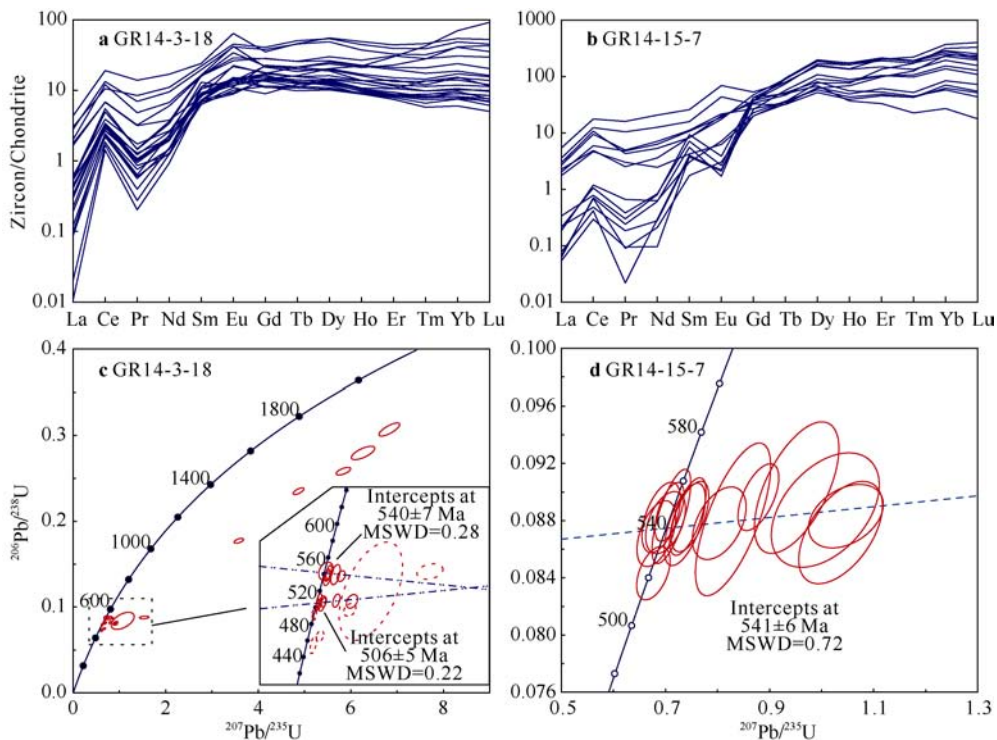 a GR14-3-18
100
10
1
0.1
0.01
Zircon/Chondrite
La Ce Pr Nd Sm Eu Gd Tb Dy Ho Er Tm Yb Lu
b GR14-15-7
1000
100
10
1
0.1
0.01
La Ce Pr Nd Sm Eu Gd Tb Dy Ho Er Tm Yb Lu
c GR14-3-18
0.4
0.3
0.2
0.1
0.0
²⁰⁶Pb/²³⁸U
1800
1400
1000
600
Intercepts at
540±7 Ma
MSWD=0.28
600
560
520
480
440
Intercepts at
506±5 Ma
MSWD=0.22
0 2 4 6 8
²⁰⁷Pb/²³⁵U
d GR14-15-7
0.100
0.096
0.092
0.088
0.084
0.080
0.076
580
540
500
Intercepts at
541±6 Ma
MSWD=0.72
0.5 0.7 0.9 1.1 1.3
²⁰⁷Pb/²³⁵U